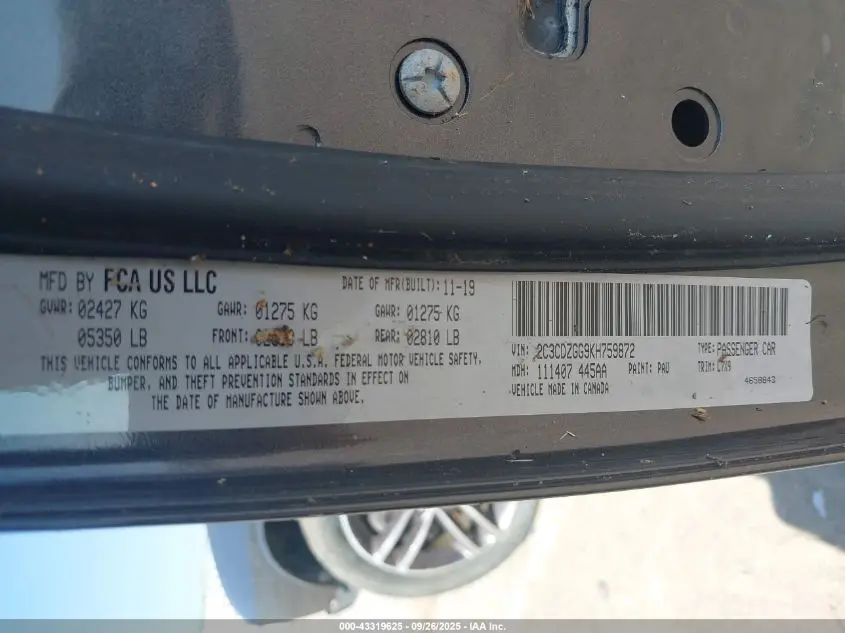 MFD BY FCA US LLC DATE OF MFR(BUILT): 11-19
GVWR: 02427 KG GAWR: 01275 KG GAWR: 01275 KG
05350 LB FRONT: LB REAR: 02810 LB
THIS VEHICLE CONFORMS TO ALL APPLICABLE U.S.A. FEDERAL MOTOR VEHICLE SAFETY,
BUMPER, AND THEFT PREVENTION STANDARDS IN EFFECT ON
THE DATE OF MANUFACTURE SHOWN ABOVE.
VIN: 2C3CDZGG9KH759872 TYPE: PASSENGER CAR
MDH: 111407 445AA PAINT: PAU TRIM:
VEHICLE MADE IN CANADA 4658843
000-43319625 - 09/26/2025 - IAA Inc.